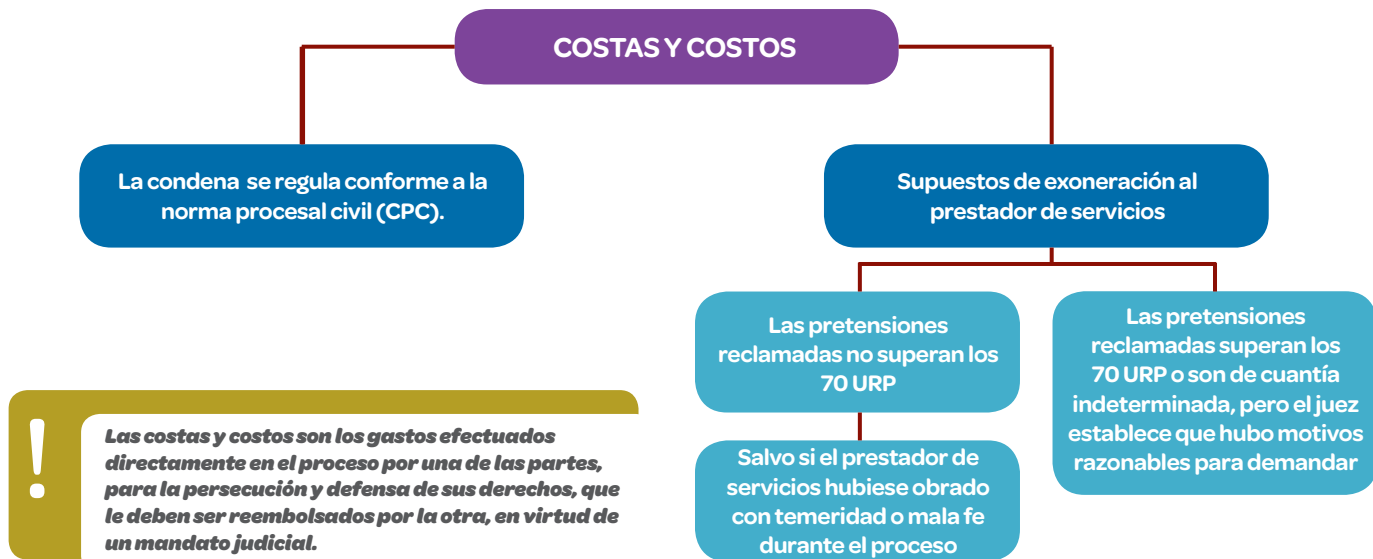 COSTAS Y COSTOS
La condena se regula conforme a la
norma procesal civil (CPC).
Supuestos de exoneración al
prestador de servicios
Las pretensiones
reclamadas no superan los
70 URP
Salvo si el prestador de
servicios hubiese obrado
con temeridad o mala fe
durante el proceso
Las pretensiones
reclamadas superan los
70 URP o son de cuantía
indeterminada, pero el juez
establece que hubo motivos
razonables para demandar
!
Las costas y costos son los gastos efectuados
directamente en el proceso por una de las partes,
para la persecución y defensa de sus derechos, que
le deben ser reembolsados por la otra, en virtud de
un mandato judicial.